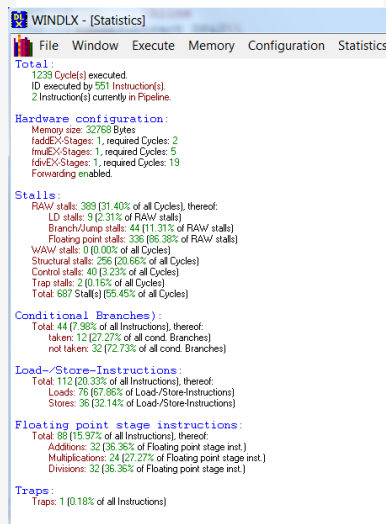 WINDLX - [Statistics]
File Window Execute Memory Configuration Statistics
Total:
1239 Cycle(s) executed.
ID executed by 551 Instruction(s).
2 Instruction(s) currently in Pipeline.
Hardware configuration:
Memory size: 32768 Bytes
faddEX-Stages: 1, required Cycles: 2
fmulEX-Stages: 1, required Cycles: 5
fdivEX-Stages: 1, required Cycles: 19
Forwarding enabled.
Stalls:
RAW stalls: 389 (31.40% of all Cycles), thereof:
LD stalls: 9 (2.31% of RAW stalls)
Branch/Jump stalls: 44 (11.31% of RAW stalls)
Floating point stalls: 336 (86.38% of RAW stalls)
WAW stalls: 0 (0.00% of all Cycles)
Structural stalls: 256 (20.66% of all Cycles)
Control stalls: 40 (3.23% of all Cycles)
Trap stalls: 2 (0.16% of all Cycles)
Total: 687 Stall(s) (55.45% of all Cycles)
Conditional Branches):
Total: 44 (7.98% of all Instructions), thereof:
taken: 12 (27.27% of all cond. Branches)
not taken: 32 (72.73% of all cond. Branches)
Load-/Store-Instructions:
Total: 112 (20.33% of all Instructions), thereof:
Loads: 76 (67.86% of Load-/Store-Instructions)
Stores: 36 (32.14% of Load-/Store-Instructions)
Floating point stage instructions:
Total: 88 (15.97% of all Instructions), thereof:
Additions: 32 (36.36% of Floating point stage inst.)
Multiplications: 24 (27.27% of Floating point stage inst.)
Divisions: 32 (36.36% of Floating point stage inst.)
Traps:
Traps: 1 (0.18% of all Instructions)